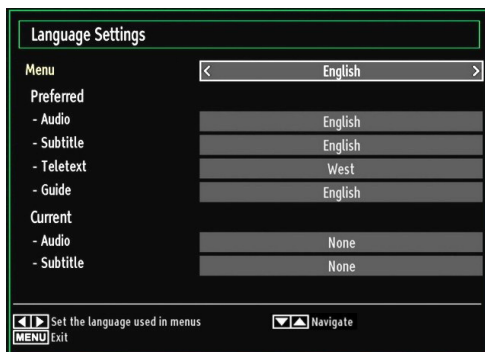 Language Settings
Menu < English >
Preferred
- Audio English
- Subtitle English
- Teletext West
- Guide English
Current
- Audio None
- Subtitle None
Set the language used in menus Navigate
MENU Exit